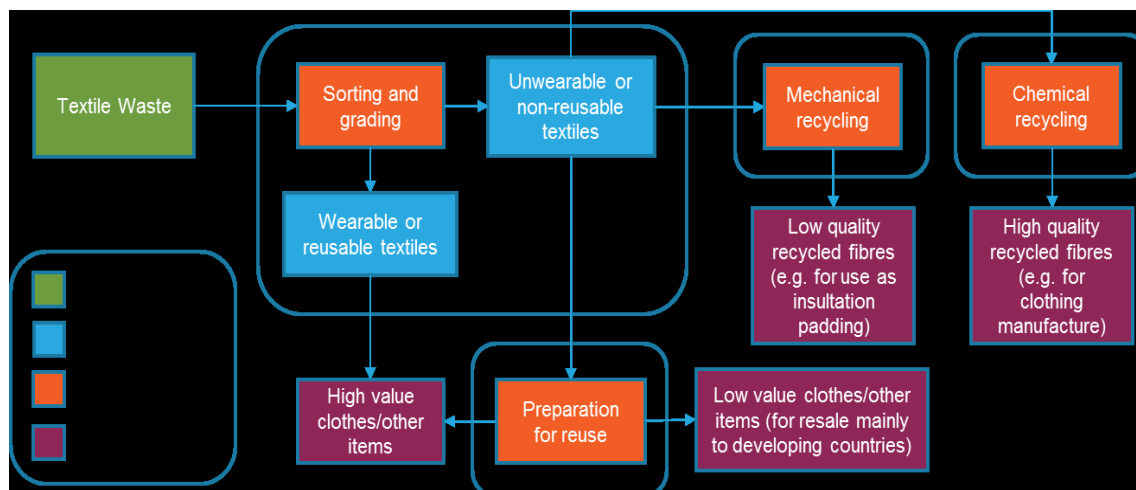 Textile Waste
Sorting and
grading
Unwearable or
non-reusable
textiles
Mechanical
recycling
Chemical
recycling
Wearable or
reusable textiles
Low quality
recycled fibres
(e.g. for use as
insultation
padding)
High quality
recycled fibres
(e.g. for
clothing
manufacture)
High value
clothes/other
items
Preparation
for reuse
Low value clothes/other
items (for resale mainly
to developing countries)